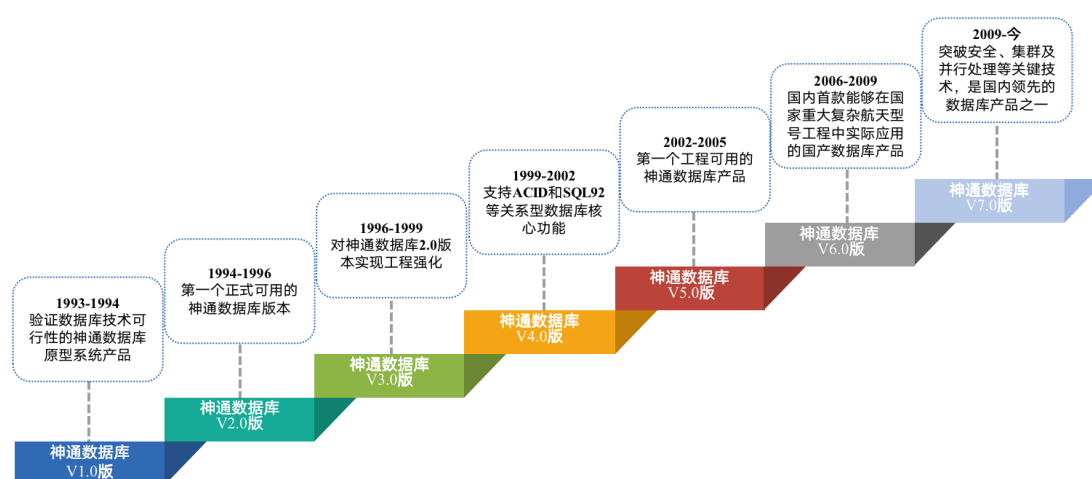 1993-1994
验证数据库技术可
行性的神通数据库
原型系统产品
神通数据库
V1.0版
1994-1996
第一个正式可用的
神通数据库版本
神通数据库
V2.0版
1996-1999
对神通数据库2.0版
本实现工程强化
神通数据库
V3.0版
1999-2002
支持ACID和SQL92
等关系型数据库核
心功能
神通数据库
V4.0版
2002-2005
第一个工程可用的
神通数据库产品
神通数据库
V5.0版
2006-2009
国内首款能够在国
家重大复杂航天型
号工程中实际应用
的国产数据库产品
神通数据库
V6.0版
2009-今
突破安全、集群及
并行处理等关键技
术，是国内领先的
数据库产品之一
神通数据库
V7.0版